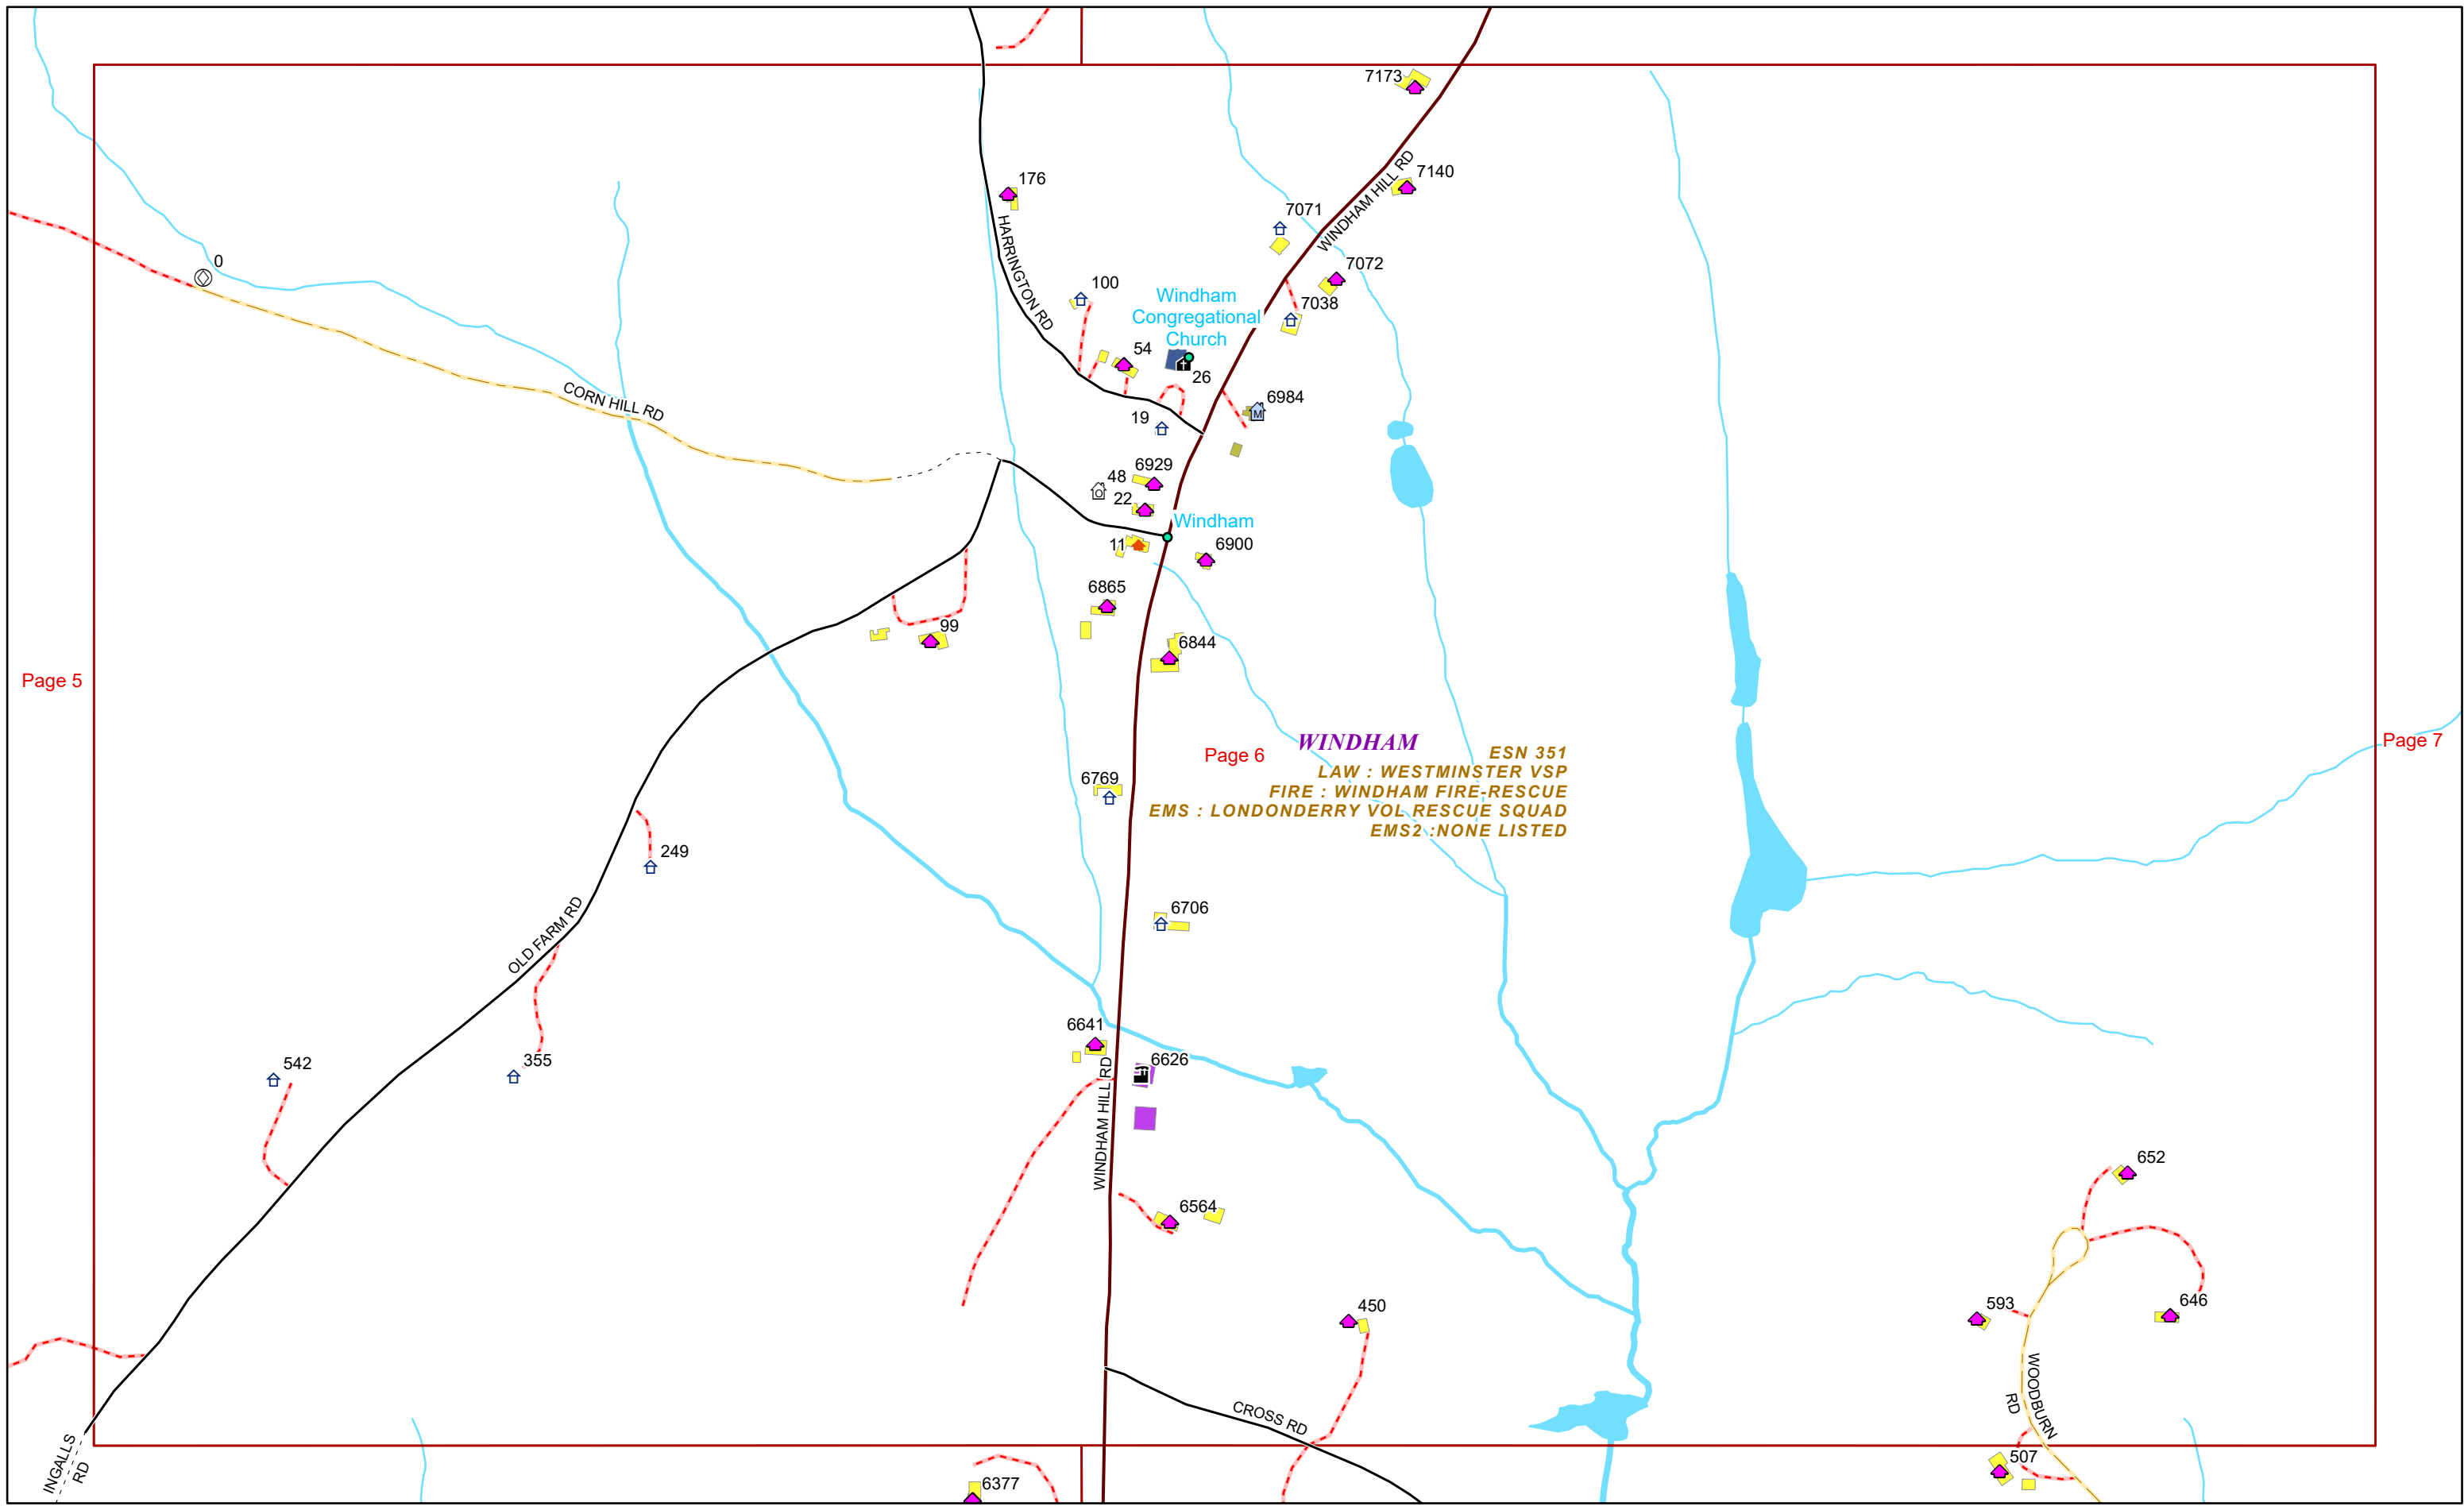 7173
7140
WINDHAM HILL RD
176
7071
HARRINGTON RD
0
7072
100
7038
Windham
Congregational
Church
54
26
CORN HILL RD
6984
19
6929
48
22
Windham
11
6900
6865
99
6844
Page 5
Page 6
WINDHAM
Page 7
ESN 351
LAW : WESTMINSTER VSP
FIRE : WINDHAM FIRE-RESCUE
EMS : LONDONDERRY VOL RESCUE SQUAD
EMS2 :NONE LISTED
6769
249
6706
OLD FARM RD
6641
6626
542
355
WINDHAM HILL RD
652
6564
450
593
646
CROSS RD
WOODBURN
RD
INGALLS
RD
507
6377